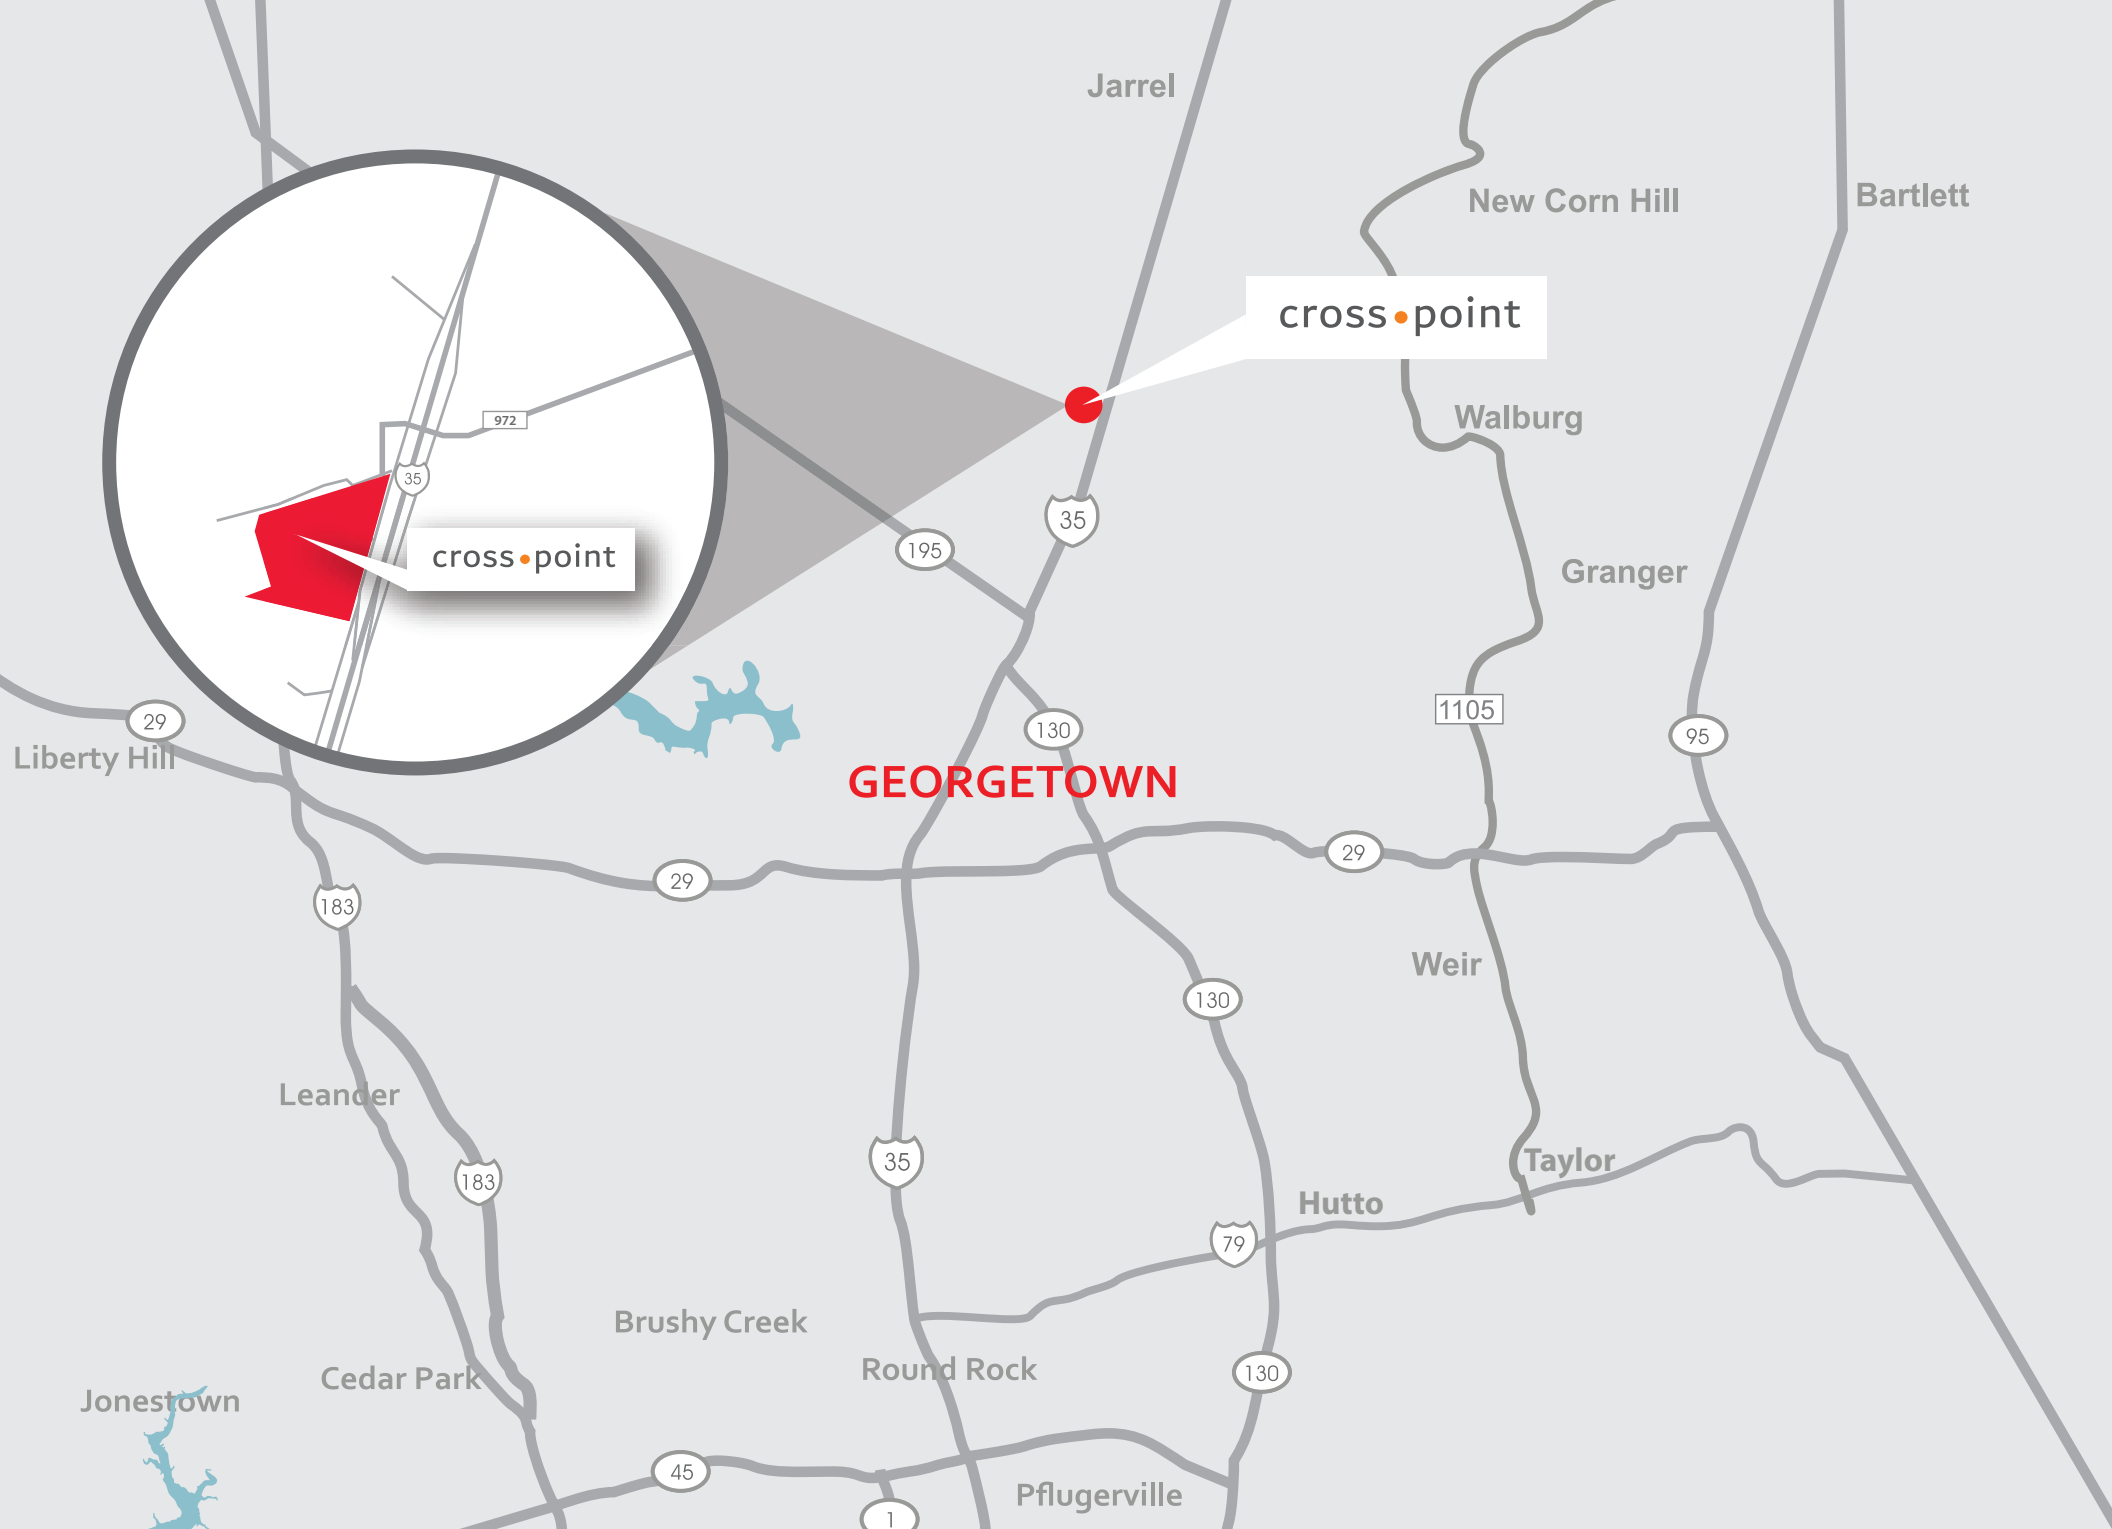 Jarrel
Bartlett
New Corn Hill
cross•point
Walburg
972
35
35
cross•point
195
Granger
1105
29
130
95
Liberty Hill
GEORGETOWN
29
29
183
Weir
130
Leander
35
Taylor
183
Hutto
79
Brushy Creek
Round Rock
130
Cedar Park
Jonestown
45
Pflugerville
1